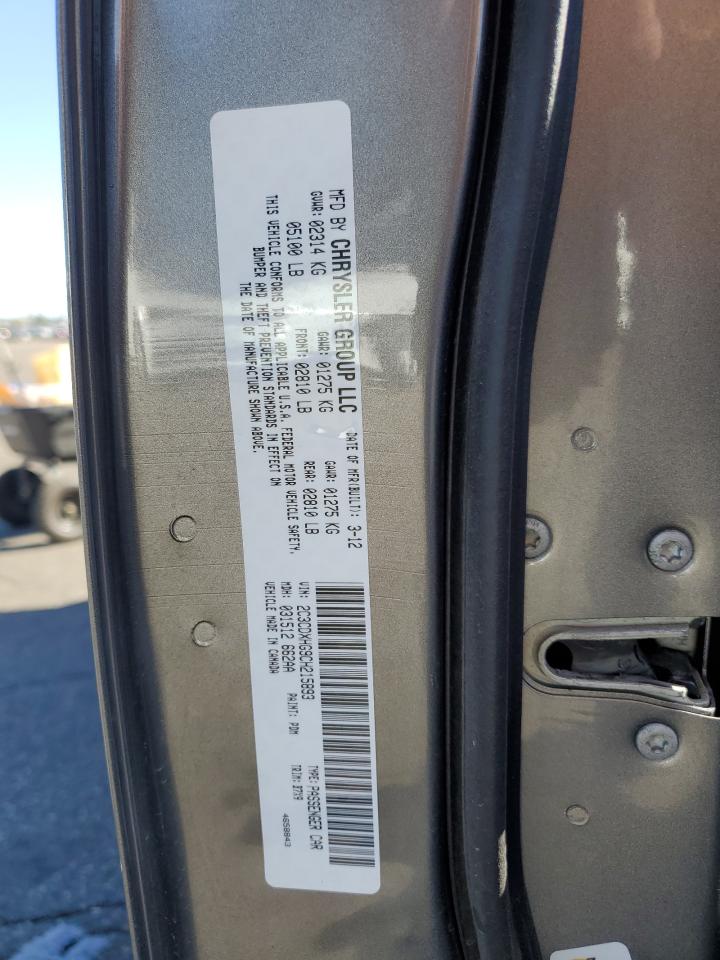 MFD BY CHRYSLER GROUP LLC DATE OF MFR(BUILT): 3-12
GVWR: 02314 KG GAWR: 01275 KG GAWR: 01275 KG
05100 LB FRONT: 02810 LB REAR: 02810 LB
THIS VEHICLE CONFORMS TO ALL APPLICABLE U.S.A. FEDERAL MOTOR VEHICLE SAFETY,
BUMPER AND THEFT PREVENTION STANDARDS IN EFFECT ON
THE DATE OF MANUFACTURE SHOWN ABOVE.
VIN: 2C3CDXHG9CH215893 TYPE: PASSENGER CAR
MDH: 031512 662AA PAINT: PDM TRIM: B7X9
VEHICLE MADE IN CANADA 4658843